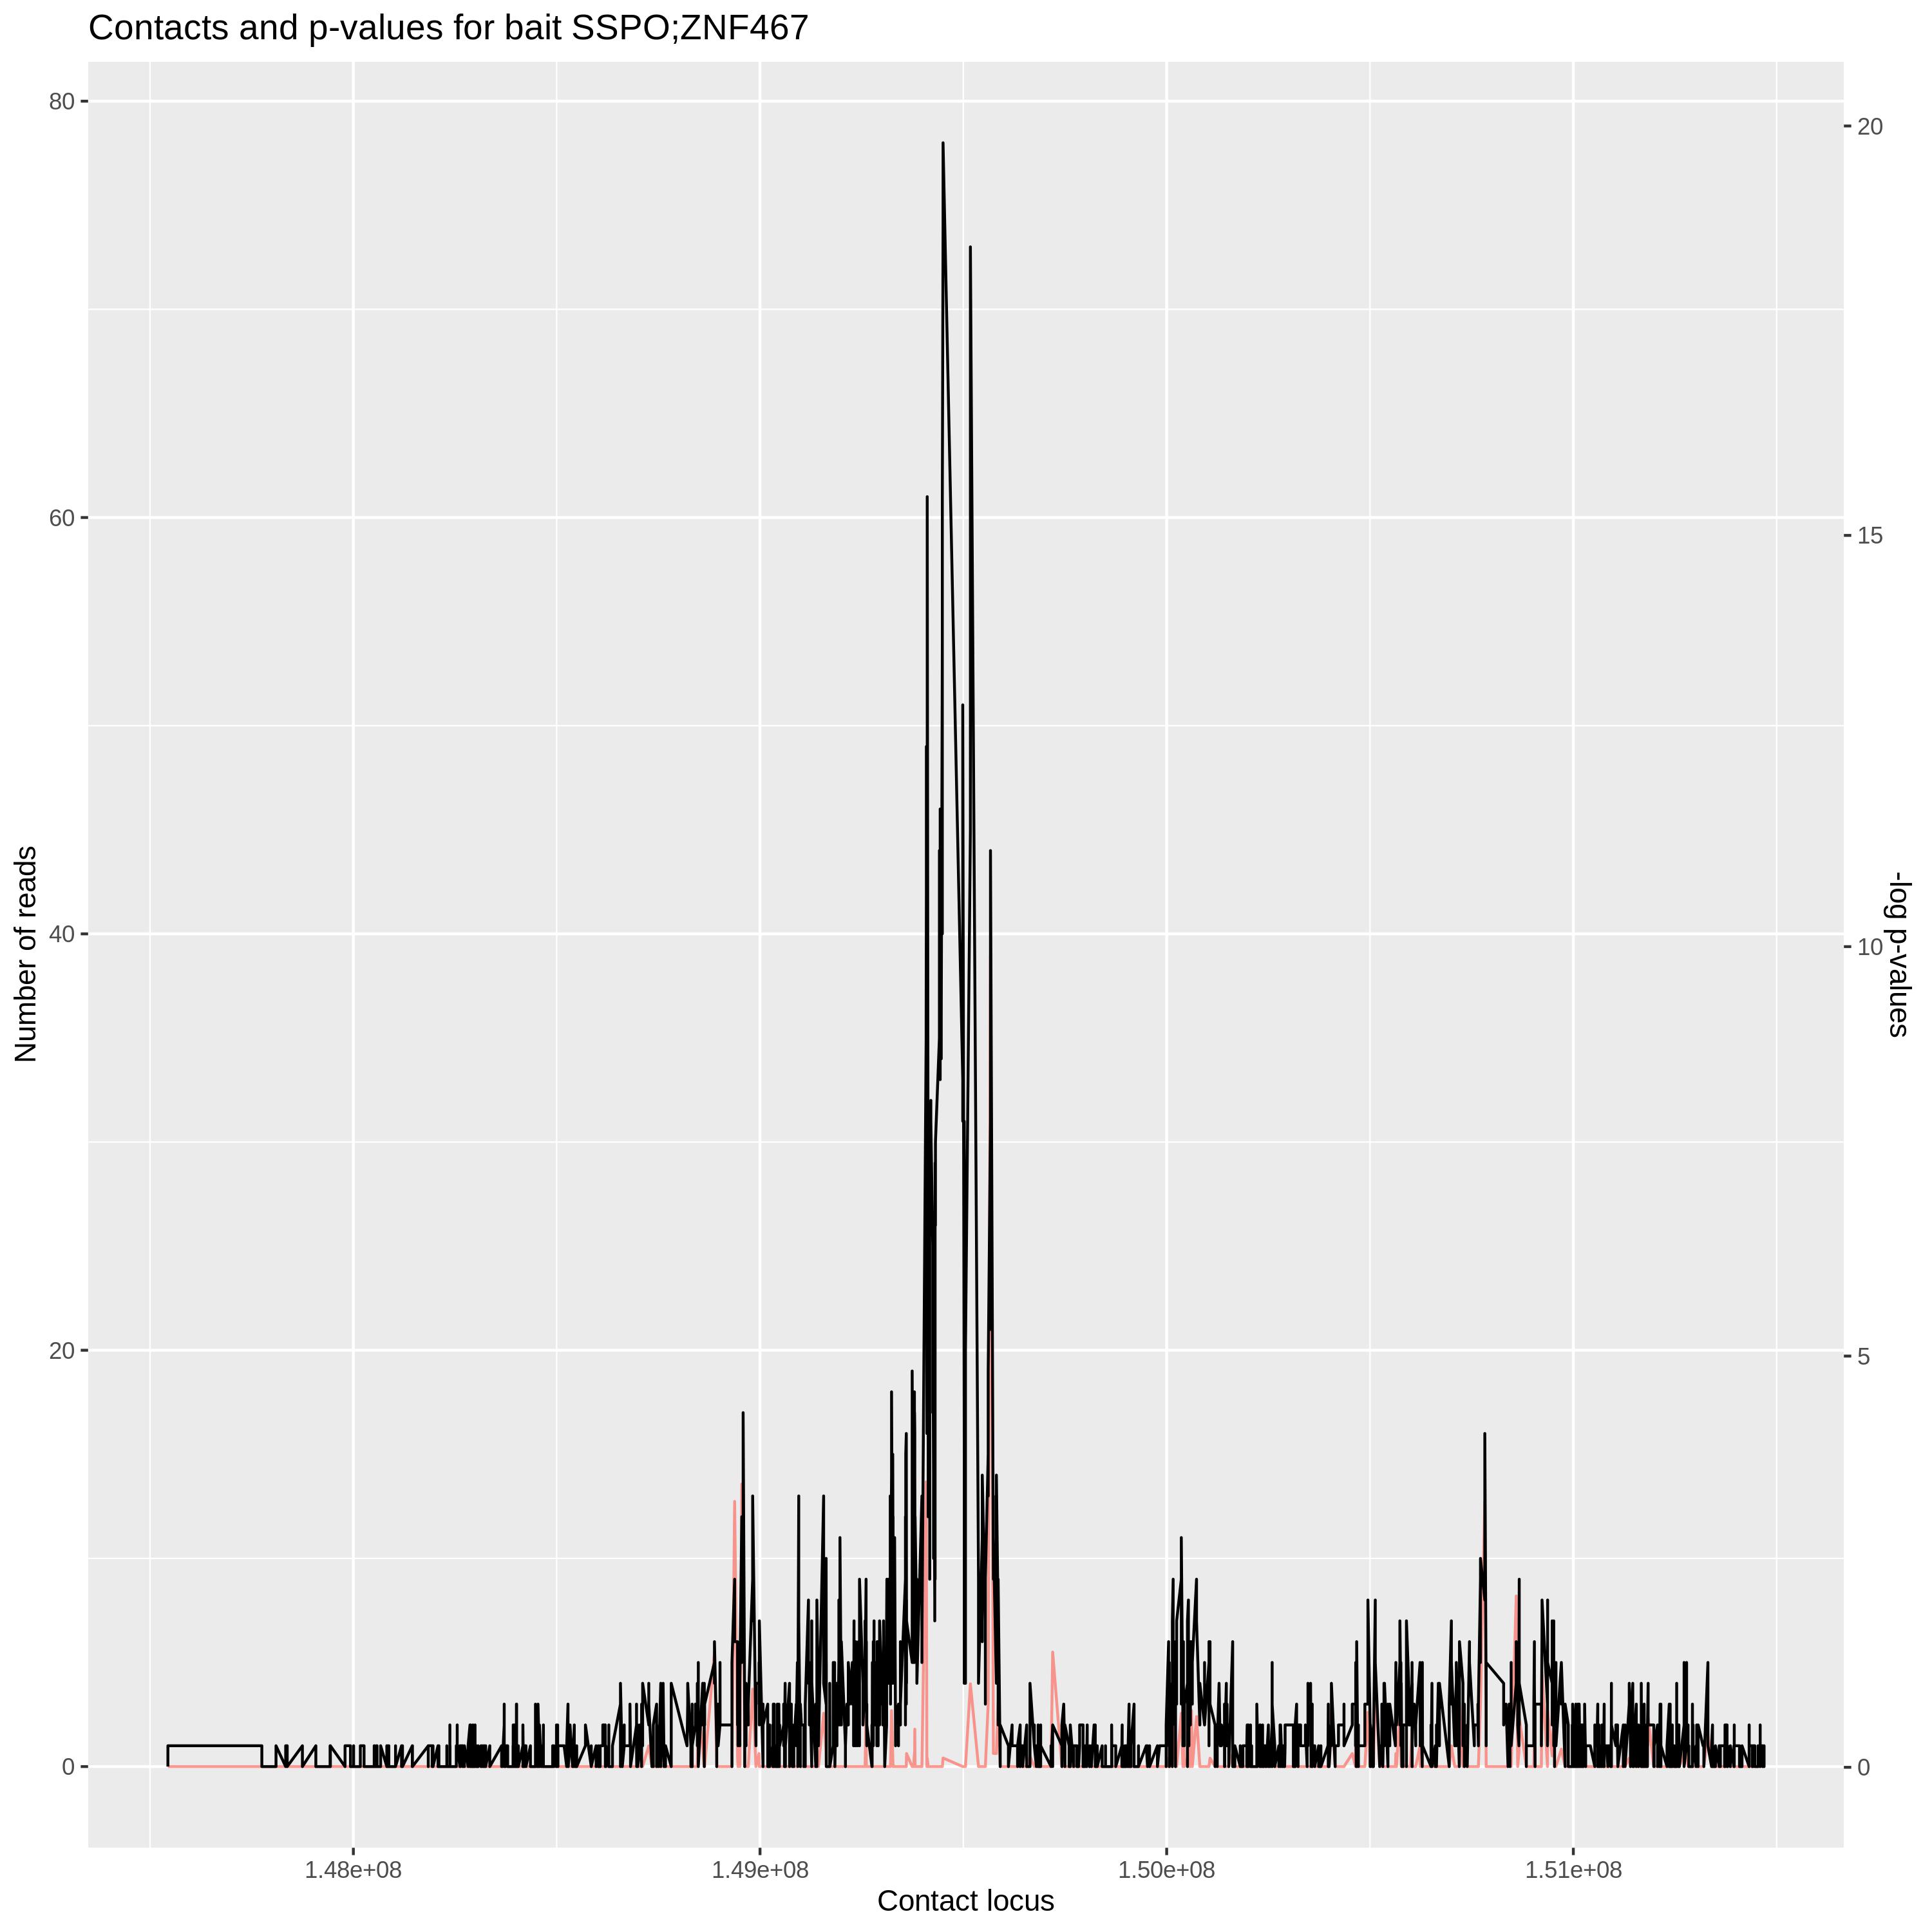 Contacts and p-values for bait SSPO;ZNF467
80
60
40
20
0
Number of reads
20
15
10
5
0
-log p-values
1.48e+08
1.49e+08
1.50e+08
1.51e+08
Contact locus